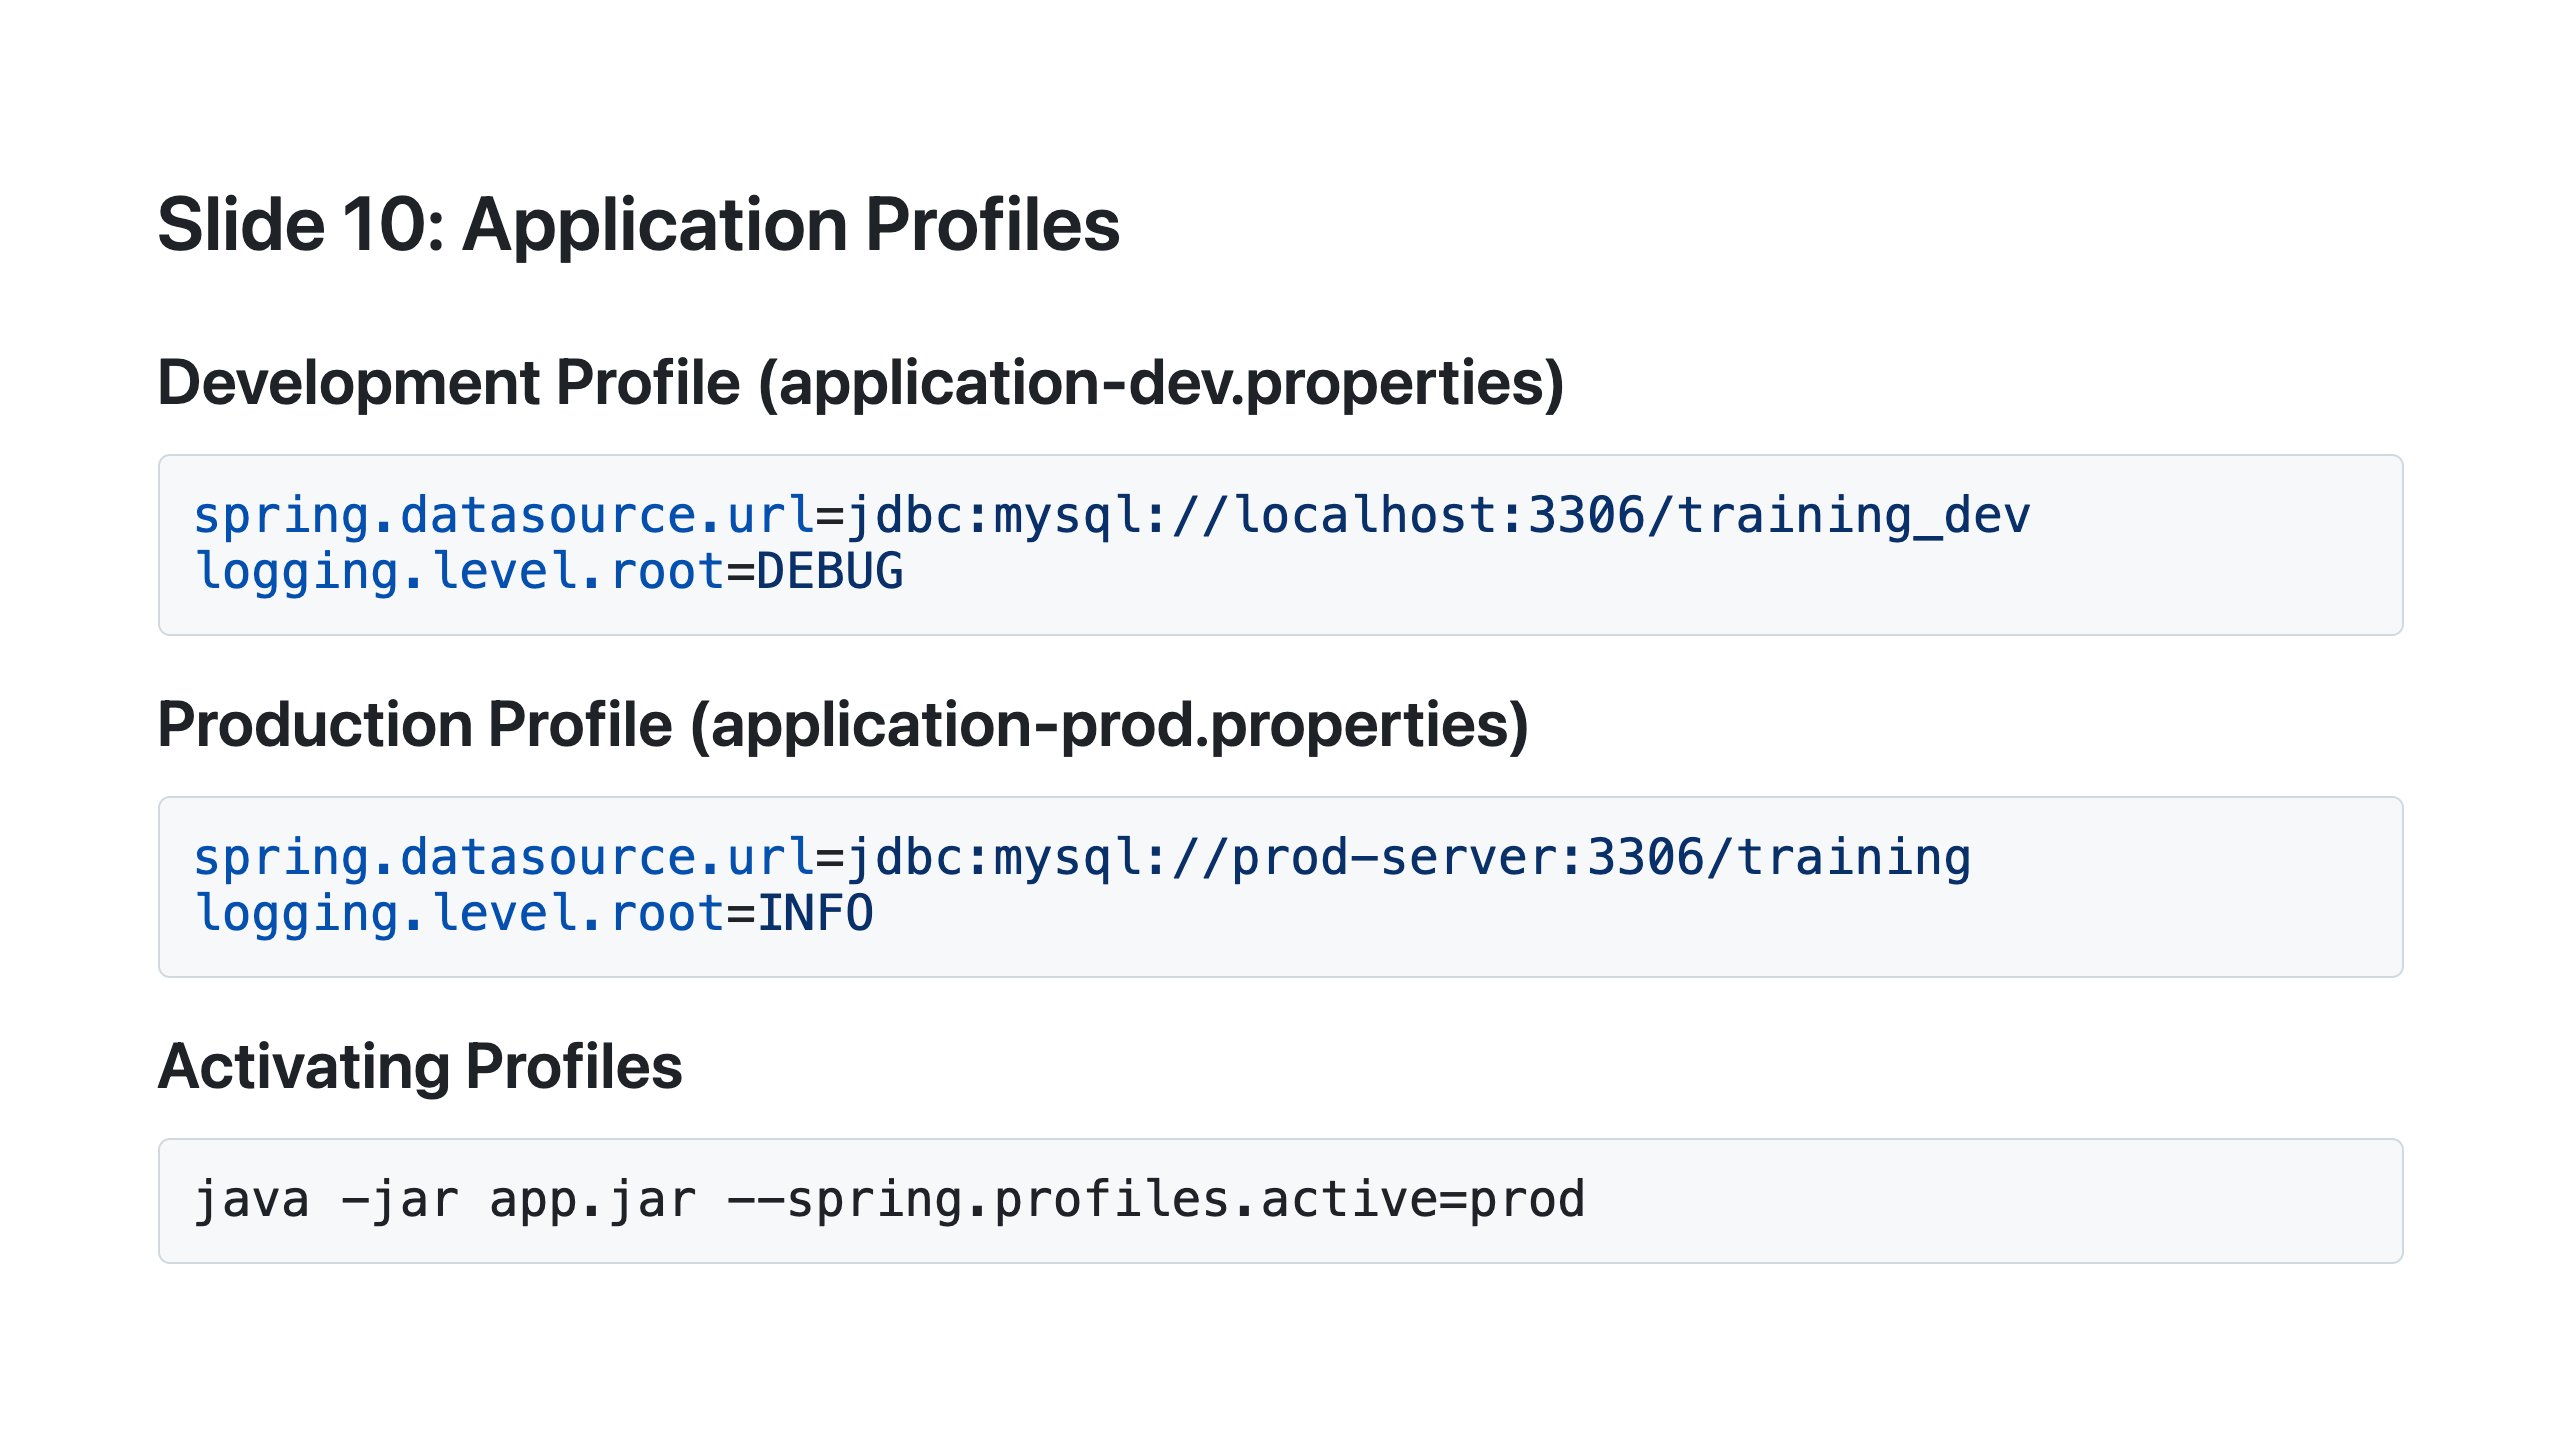 Slide 10: Application Profiles
Development Profile (application-dev.properties)
spring.datasource.url=jdbc:mysql://localhost:3306/training_dev
logging.level.root=DEBUG
Production Profile (application-prod.properties)
spring.datasource.url=jdbc:mysql://prod-server:3306/training
logging.level.root=INFO
Activating Profiles
java -jar app.jar --spring.profiles.active=prod